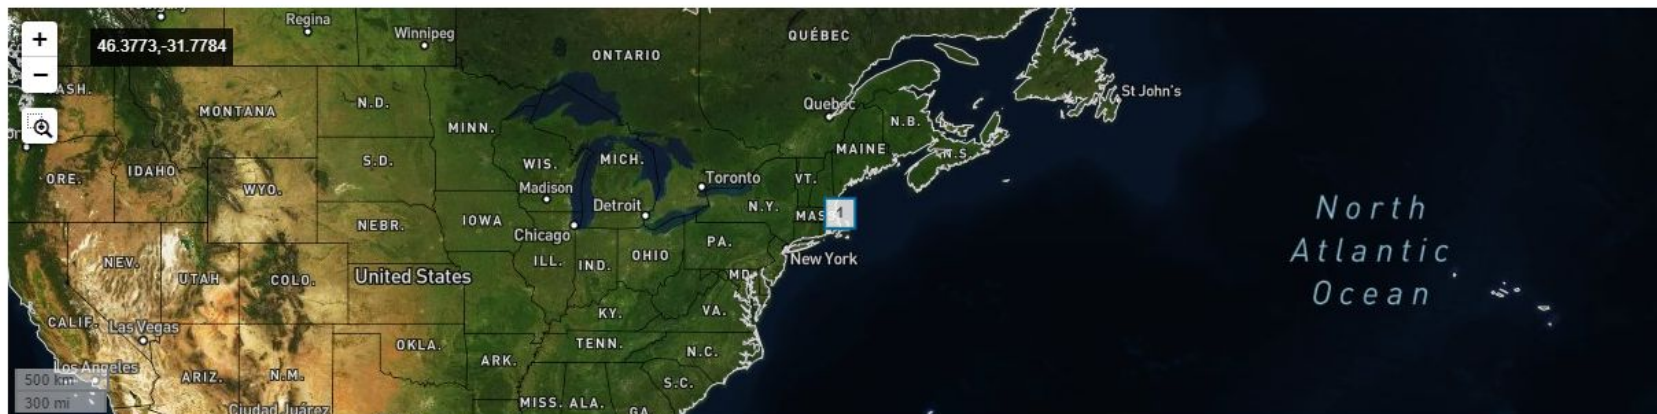 Regina
Winnipeg
QUÉBEC
+
46.3773,-31.7784
ONTARIO
−
ASH.
St John's
MONTANA
N.D.
Quebec
N.B.
MINN.
MAINE
N.S.
WIS.
MICH.
S.D.
IDAHO
ORE.
Toronto
VT.
Madison
WYO.
Detroit
N.Y.
North
MASS
1
IOWA
NEBR.
Chicago
PA.
Atlantic
OHIO
ILL.
IND.
New York
NEV.
UTAH
COLO.
United States
MD.
Ocean
KY.
VA.
CALIF.
Las Vegas
OKLA.
TENN.
N.C.
ARK.
Los Angeles
500 km
ARIZ.
N.M.
S.C.
300 mi
Ciudad Juárez
MISS.
ALA.
GA.